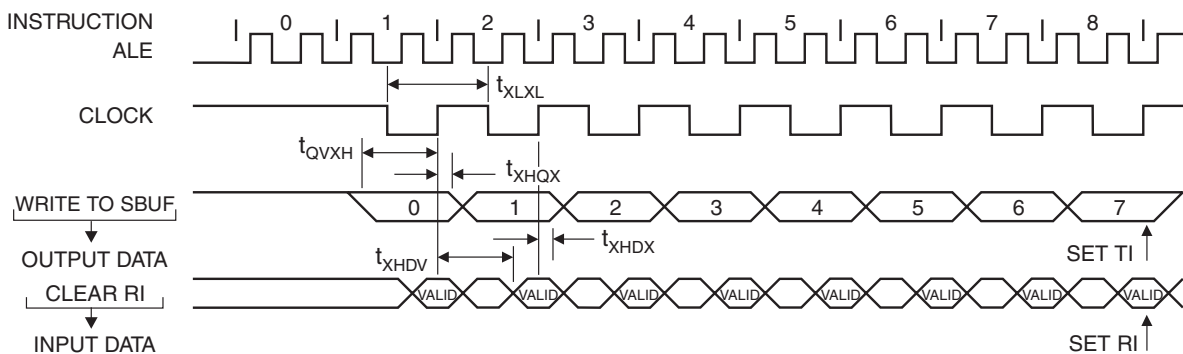 INSTRUCTION 0 1 2 3 4 5 6 7 8
ALE
tXLXL
CLOCK
tQVXH
tXHQX
WRITE TO SBUF
0 1 2 3 4 5 6 7
tXHDX
SET TI
OUTPUT DATA
tXHDV
CLEAR RI
VALID VALID VALID VALID VALID VALID VALID VALID
SET RI
INPUT DATA